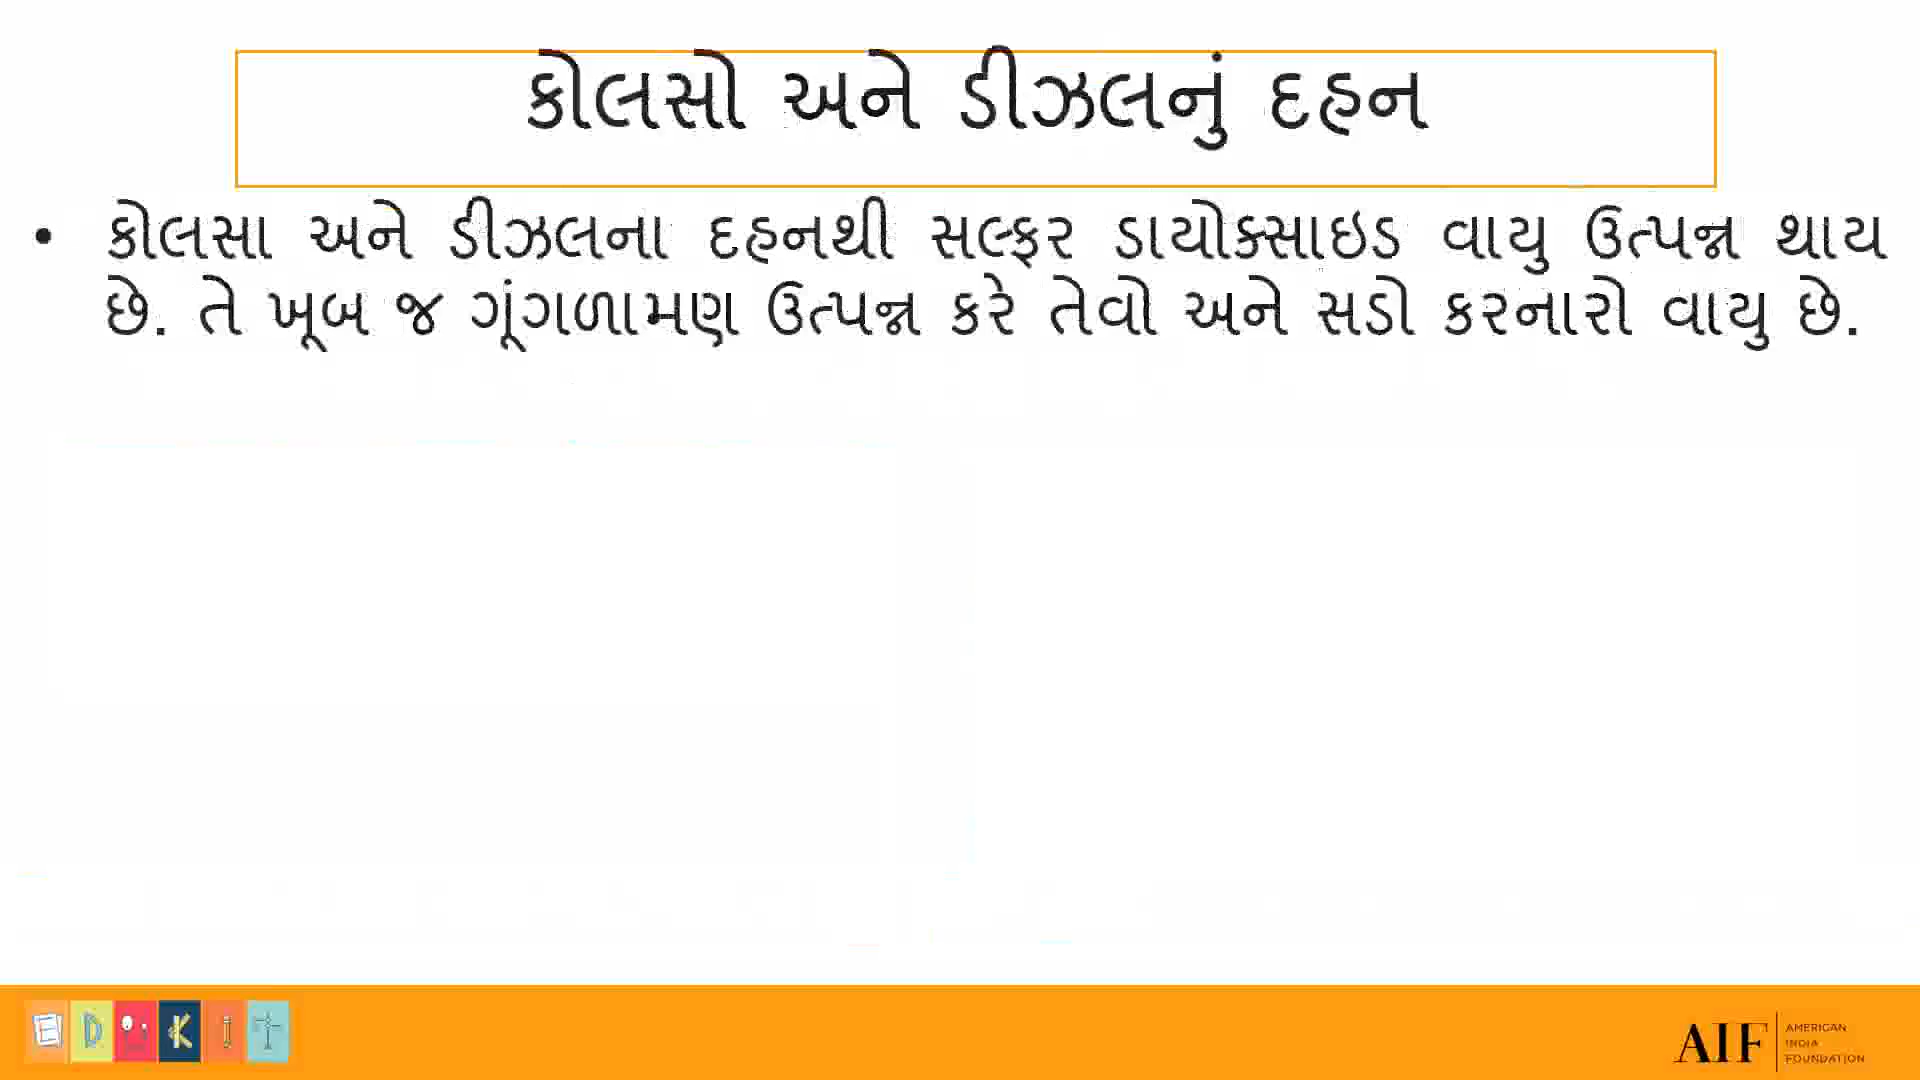 કોલસો અને ડીઝલનું દહન
• કોલસા અને ડીઝલના દહનથી સલ્ફર ડાયોક્સાઇડ વાયુ ઉત્પન્ન થાય
છે. તે ખૂબ જ ગૂંગળામણ ઉત્પન્ન કરે તેવો અને સડો કરનારો વાયુ છે.
EDUKIT
AIF
AMERICAN
INDIA
FOUNDATION